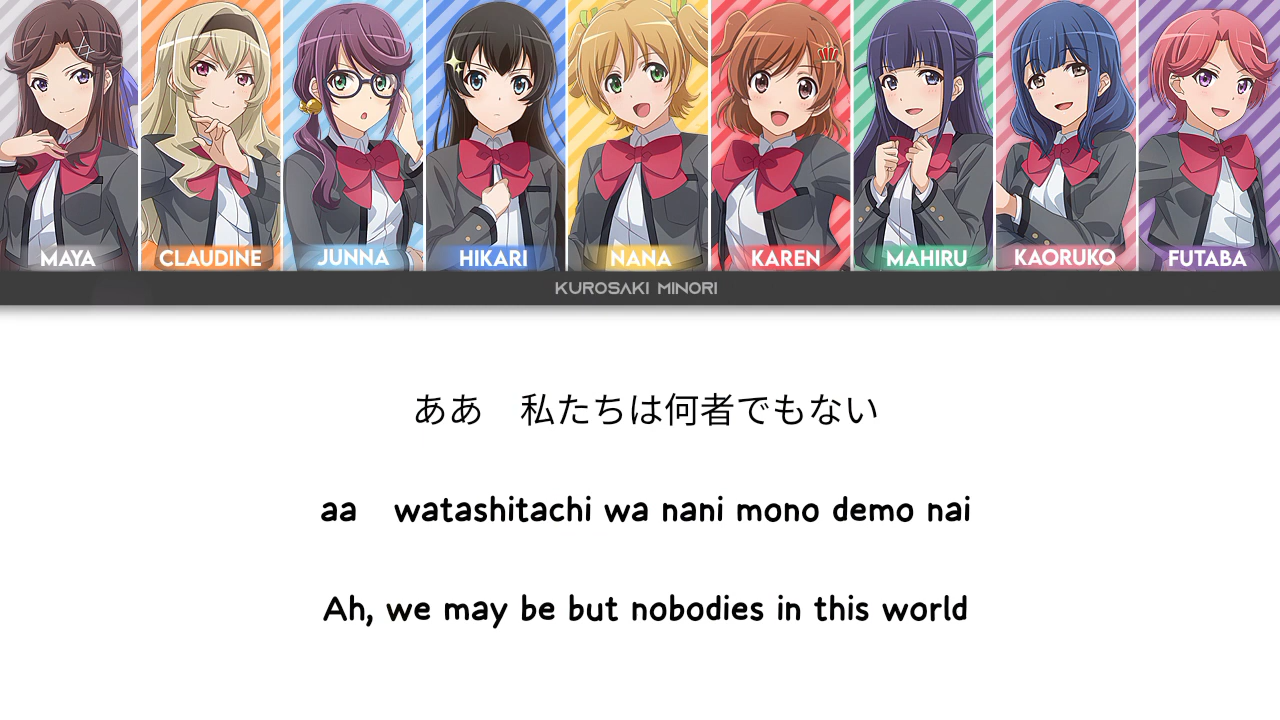 MAYA CLAUDINE JUNNA HIKARI NANA KAREN MAHIRU KAORUKO FUTABA
KUROSAKI MINORI
ああ　私たちは何者でもない
aa　watashitachi wa nani mono demo nai
Ah, we may be but nobodies in this world